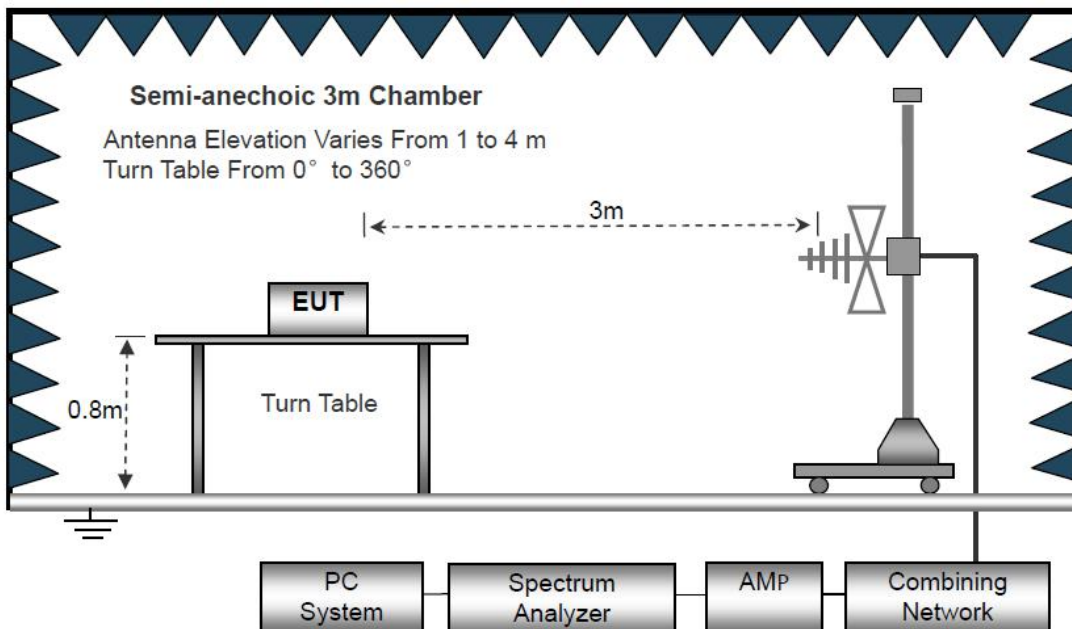 Semi-anechoic 3m Chamber
Antenna Elevation Varies From 1 to 4 m
Turn Table From 0° to 360°
3m
EUT
0.8m
Turn Table
PC
System
Spectrum
Analyzer
AMP
Combining
Network